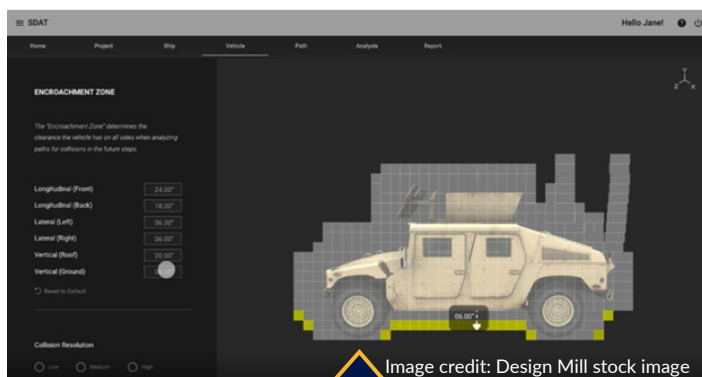 ≡ SDAT Hello Jane!
Home Project Ship Vehicle Path Analysis Report
ENCROACHMENT ZONE
The "Encroachment Zone" determines the
clearance the vehicle has on all sides when analyzing
paths for collisions in the future steps.
Longitudinal (Front) 24.00"
Longitudinal (Back) 18.00"
Lateral (Left) 36.00"
Lateral (Right) 36.00"
Vertical (Roof) 20.00"
Vertical (Ground)
Reset to Default
06.00"
Collision Resolution
Low Medium High
Y
Z X
Image credit: Design Mill stock image